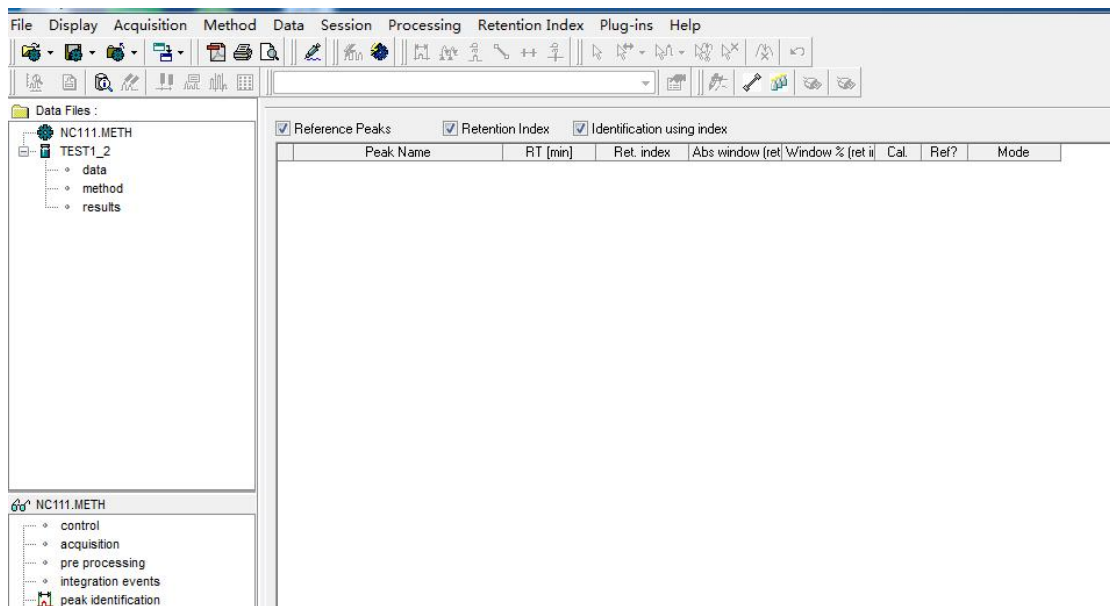 File Display Acquisition Method Data Session Processing Retention Index Plug-ins Help
Data Files :
NC111.METH
TEST1_2
data
method
results
Reference Peaks Retention Index Identification using index
Peak Name RT [min] Ret. index Abs window (ret Window % (ret i Cal. Ref? Mode
NC111.METH
control
acquisition
pre processing
integration events
peak identification